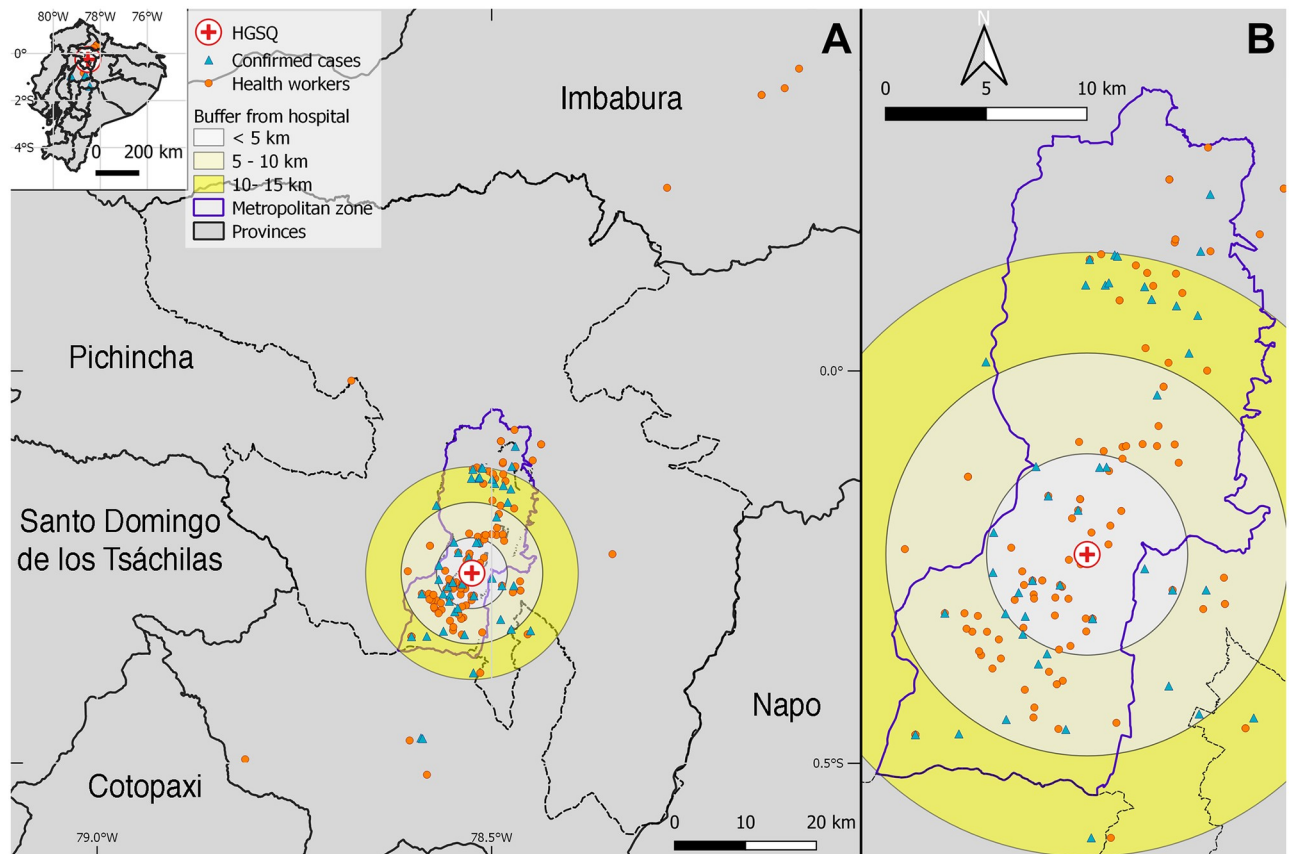 80°W 78°W 76°W
0°
2°S
4°S
0 200 km
HGSQ
Confirmed cases
Health workers
Buffer from hospital
< 5 km
5 - 10 km
10- 15 km
Metropolitan zone
Provinces
A
Imbabura
Pichincha
Santo Domingo
de los Tsáchilas
Cotopaxi
Napo
79.0°W
78.5°W
0 10 20 km
B
N
0 5 10 km
0.0°
0.5°S